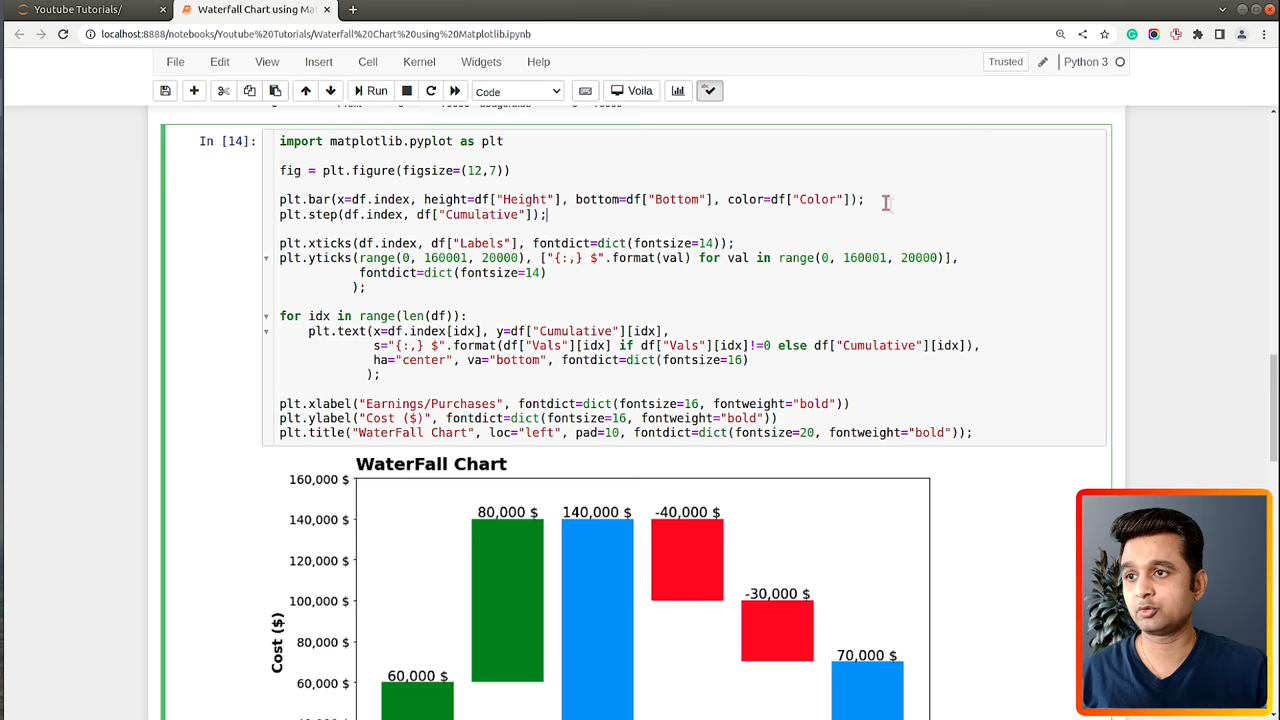 Youtube Tutorials/
Waterfall Chart using Mat
localhost:8888/notebooks/Youtube%20Tutorials/Waterfall%20Chart%20using%20Matplotlib.ipynb
File Edit View Insert Cell Kernel Widgets Help
Trusted Python 3
Run Code Voila
In [14]:
import matplotlib.pyplot as plt
fig = plt.figure(figsize=(12,7))
plt.bar(x=df.index, height=df["Height"], bottom=df["Bottom"], color=df["Color"]);
plt.step(df.index, df["Cumulative"]);
plt.xticks(df.index, df["Labels"], fontdict=dict(fontsize=14));
plt.yticks(range(0, 160001, 20000), ["{:,} $".format(val) for val in range(0, 160001, 20000)],
fontdict=dict(fontsize=14)
);
for idx in range(len(df)):
plt.text(x=df.index[idx], y=df["Cumulative"][idx],
s="{:,} $".format(df["Vals"][idx] if df["Vals"][idx]!=0 else df["Cumulative"][idx]),
ha="center", va="bottom", fontdict=dict(fontsize=16)
);
plt.xlabel("Earnings/Purchases", fontdict=dict(fontsize=16, fontweight="bold"))
plt.ylabel("Cost ($)", fontdict=dict(fontsize=16, fontweight="bold"))
plt.title("WaterFall Chart", loc="left", pad=10, fontdict=dict(fontsize=20, fontweight="bold"));
WaterFall Chart
160,000 $
140,000 $
120,000 $
100,000 $
80,000 $
60,000 $
Cost ($)
80,000 $
140,000 $
-40,000 $
-30,000 $
70,000 $
60,000 $